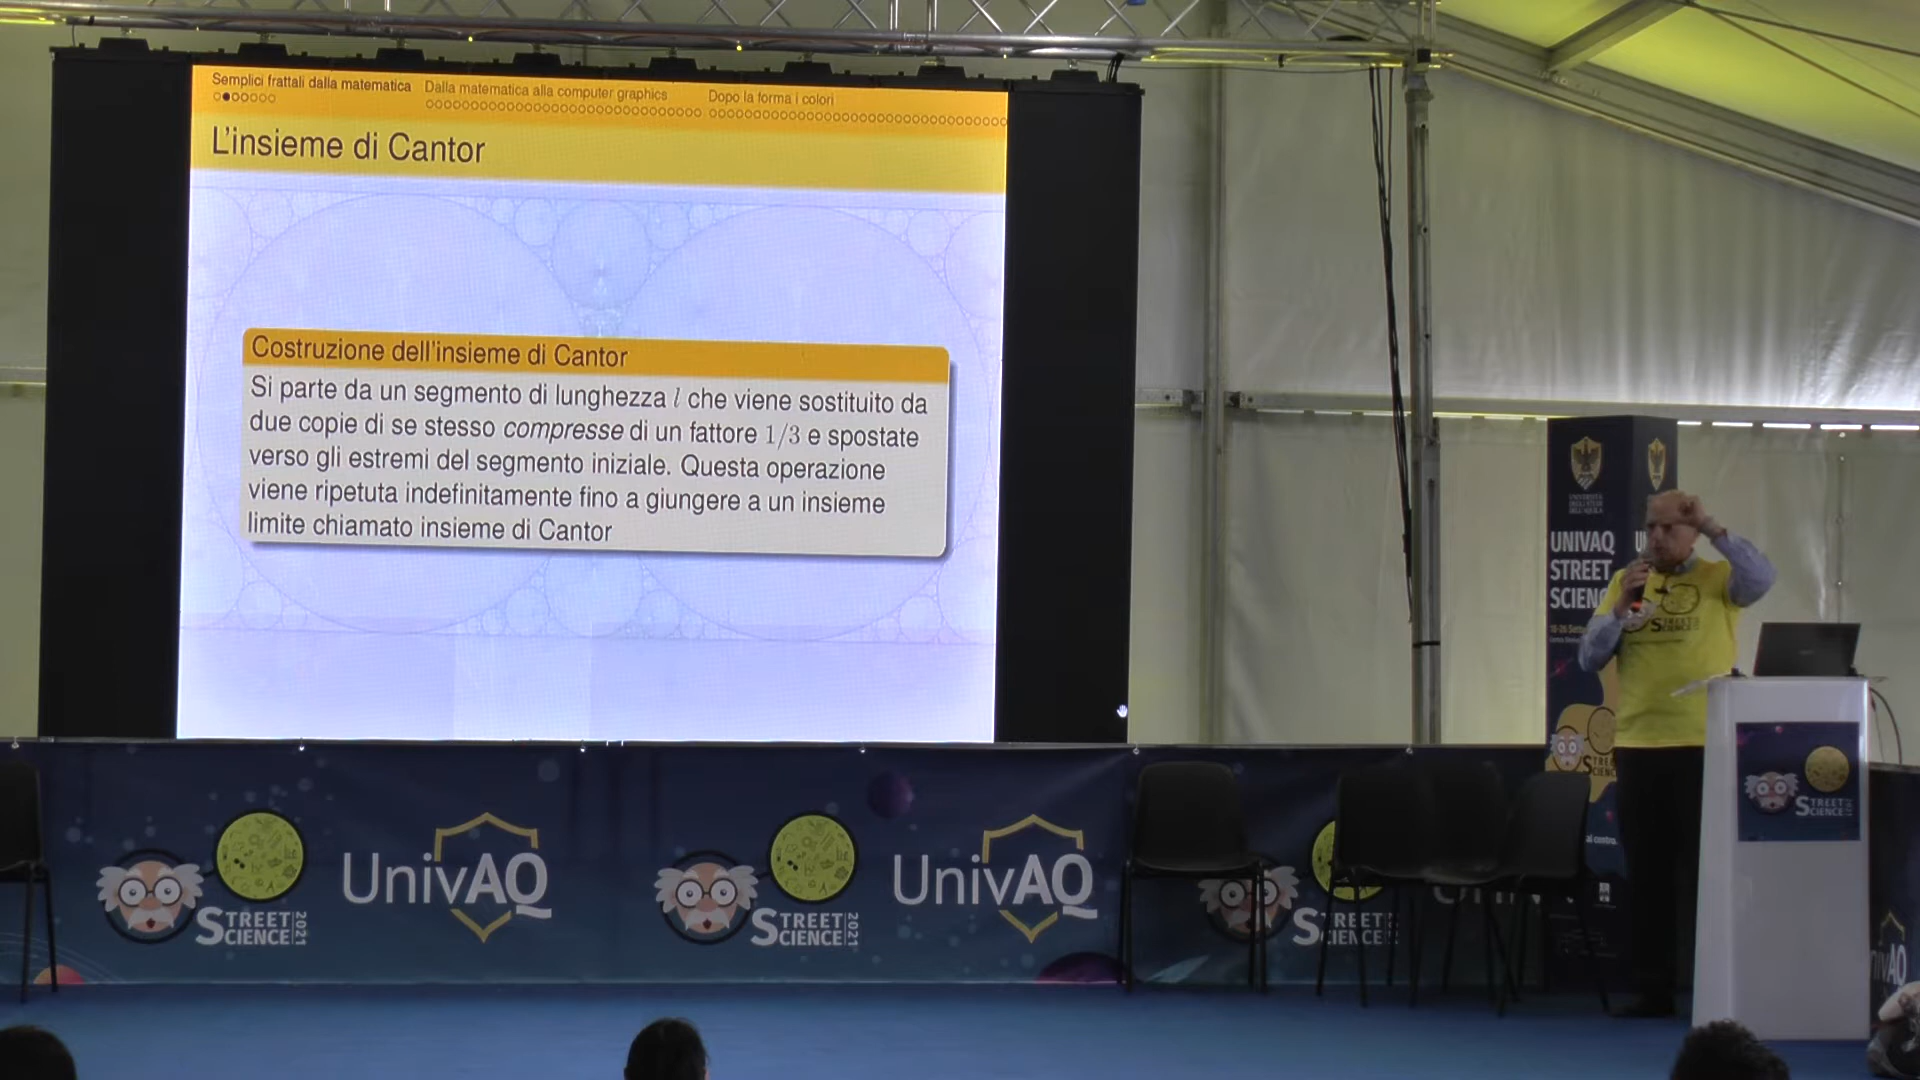 Semplici frattali dalla matematica
Dalla matematica alla computer graphics
Dopo la forma i colori
L'insieme di Cantor
Costruzione dell'insieme di Cantor
Si parte da un segmento di lunghezza l che viene sostituito da
due copie di se stesso compresse di un fattore 1/3 e spostate
verso gli estremi del segmento iniziale. Questa operazione
viene ripetuta indefinitamente fino a giungere a un insieme
limite chiamato insieme di Cantor
UNIVAQ
STREET
STREET
SCIENCE
2021
UnivAQ
STREET
SCIENCE
2021
UnivAQ
STREET
SCIENCE
STREET
SCIENCE